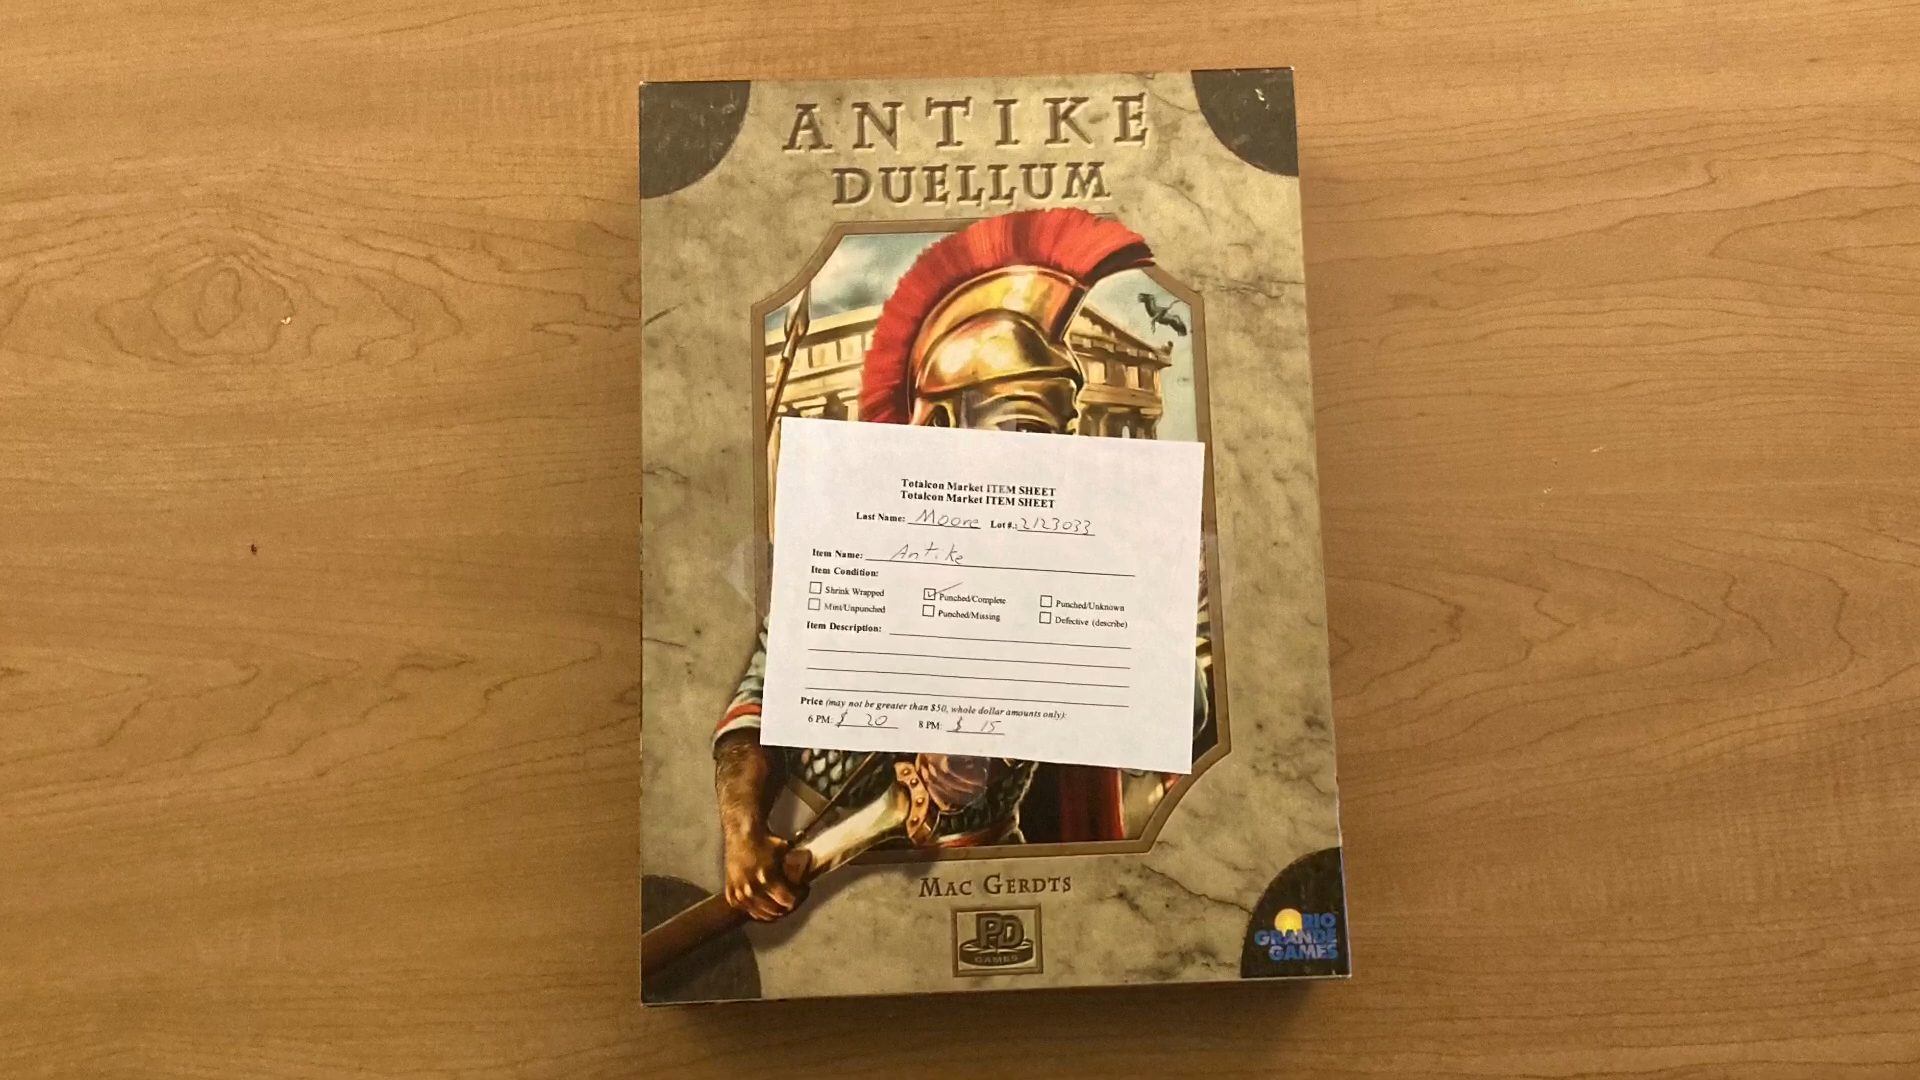 ANTIKE
DUELLUM
Totalcon Market ITEM SHEET
Totalcon Market ITEM SHEET
Last Name: Moore Lot #.: 2123033
Item Name: Antike
Item Condition:
Shrink Wrapped Punched/Complete Punched/Unknown
Mint/Unpunched Punched/Missing Defective (describe)
Item Description:
Price (may not be greater than $50, whole dollar amounts only):
6 PM: $ 20 8 PM: $ 15
MAC GERDTS
PD
GAMES
RIO
GRANDE
GAMES